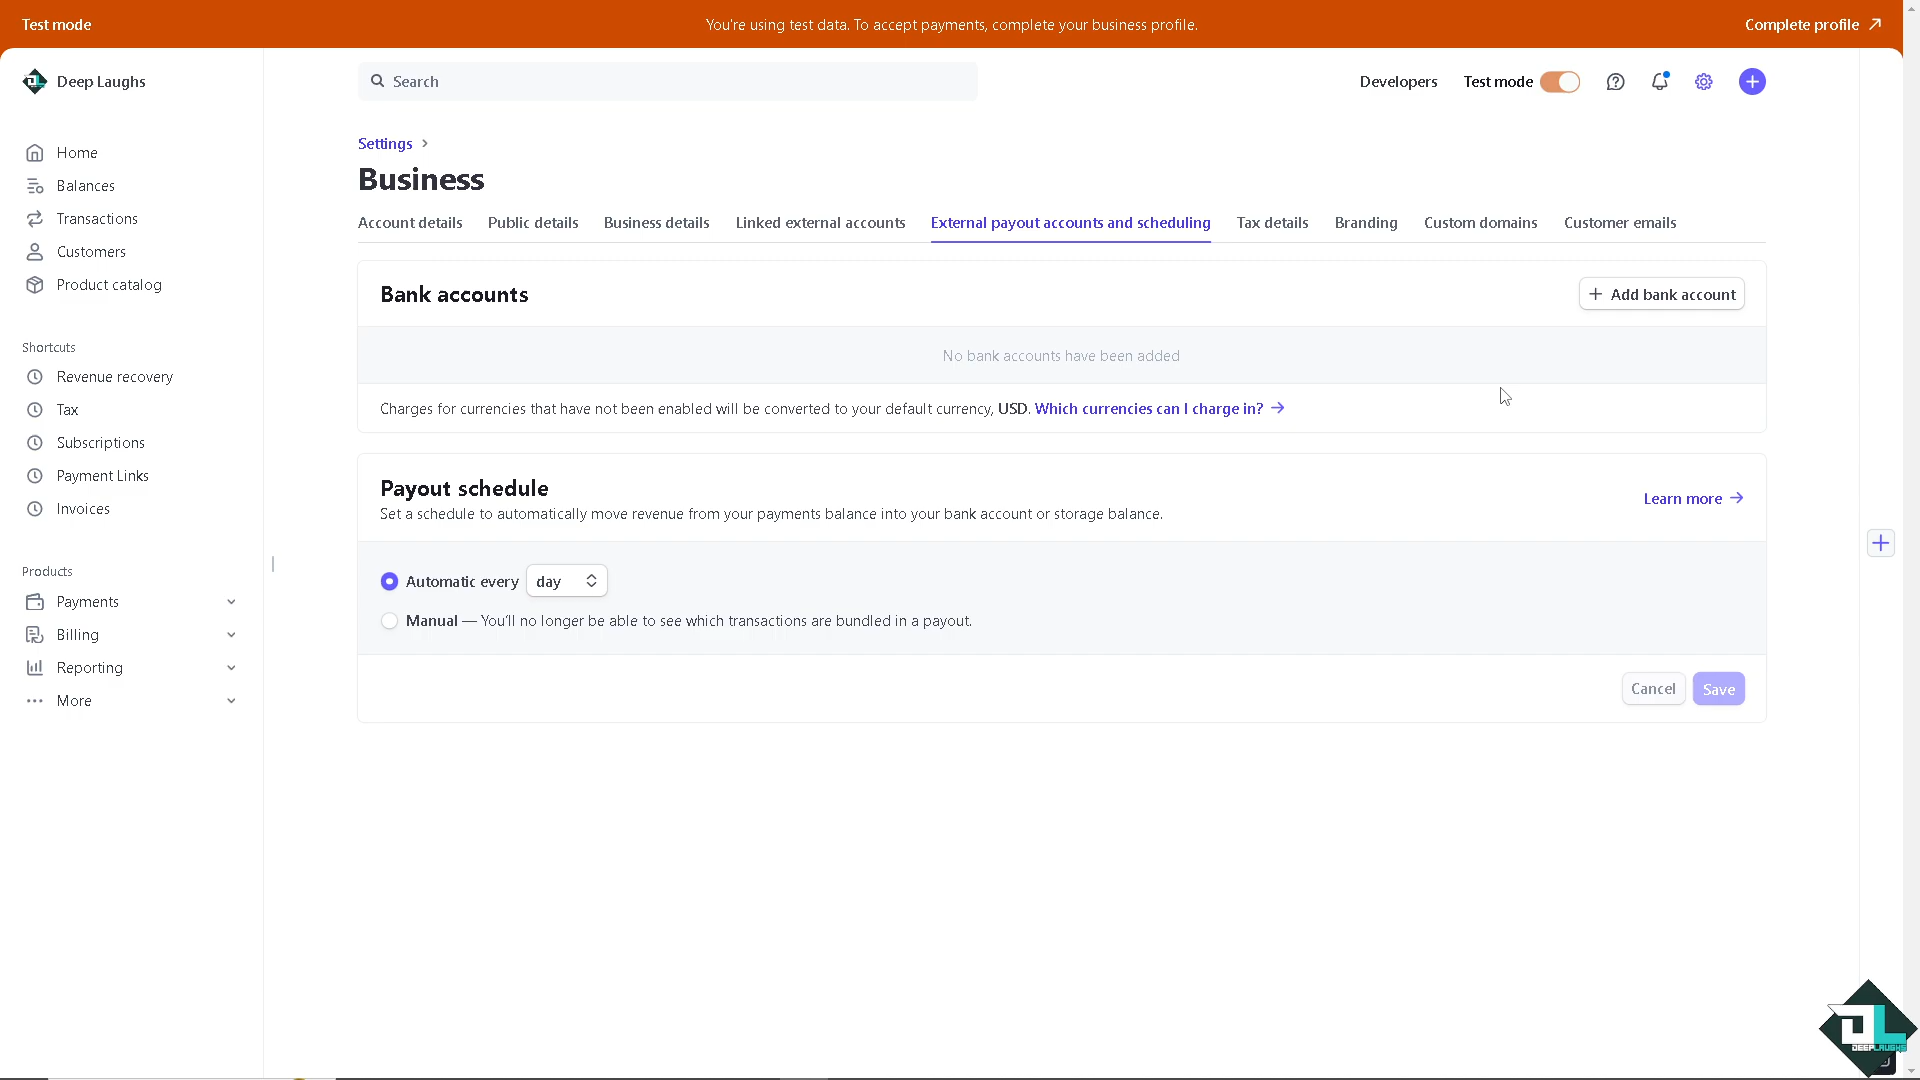 Test mode
You're using test data. To accept payments, complete your business profile.
Complete profile
Deep Laughs
Search
Developers
Test mode
Home
Balances
Transactions
Customers
Product catalog
Shortcuts
Revenue recovery
Tax
Subscriptions
Payment Links
Invoices
Products
Payments
Billing
Reporting
More
Settings
Business
Account details
Public details
Business details
Linked external accounts
External payout accounts and scheduling
Tax details
Branding
Custom domains
Customer emails
Bank accounts
Add bank account
No bank accounts have been added
Charges for currencies that have not been enabled will be converted to your default currency, USD. Which currencies can I charge in?
Payout schedule
Set a schedule to automatically move revenue from your payments balance into your bank account or storage balance.
Learn more
Automatic every day
Manual — You'll no longer be able to see which transactions are bundled in a payout.
Cancel
Save
DL
DEEPLAUGHS